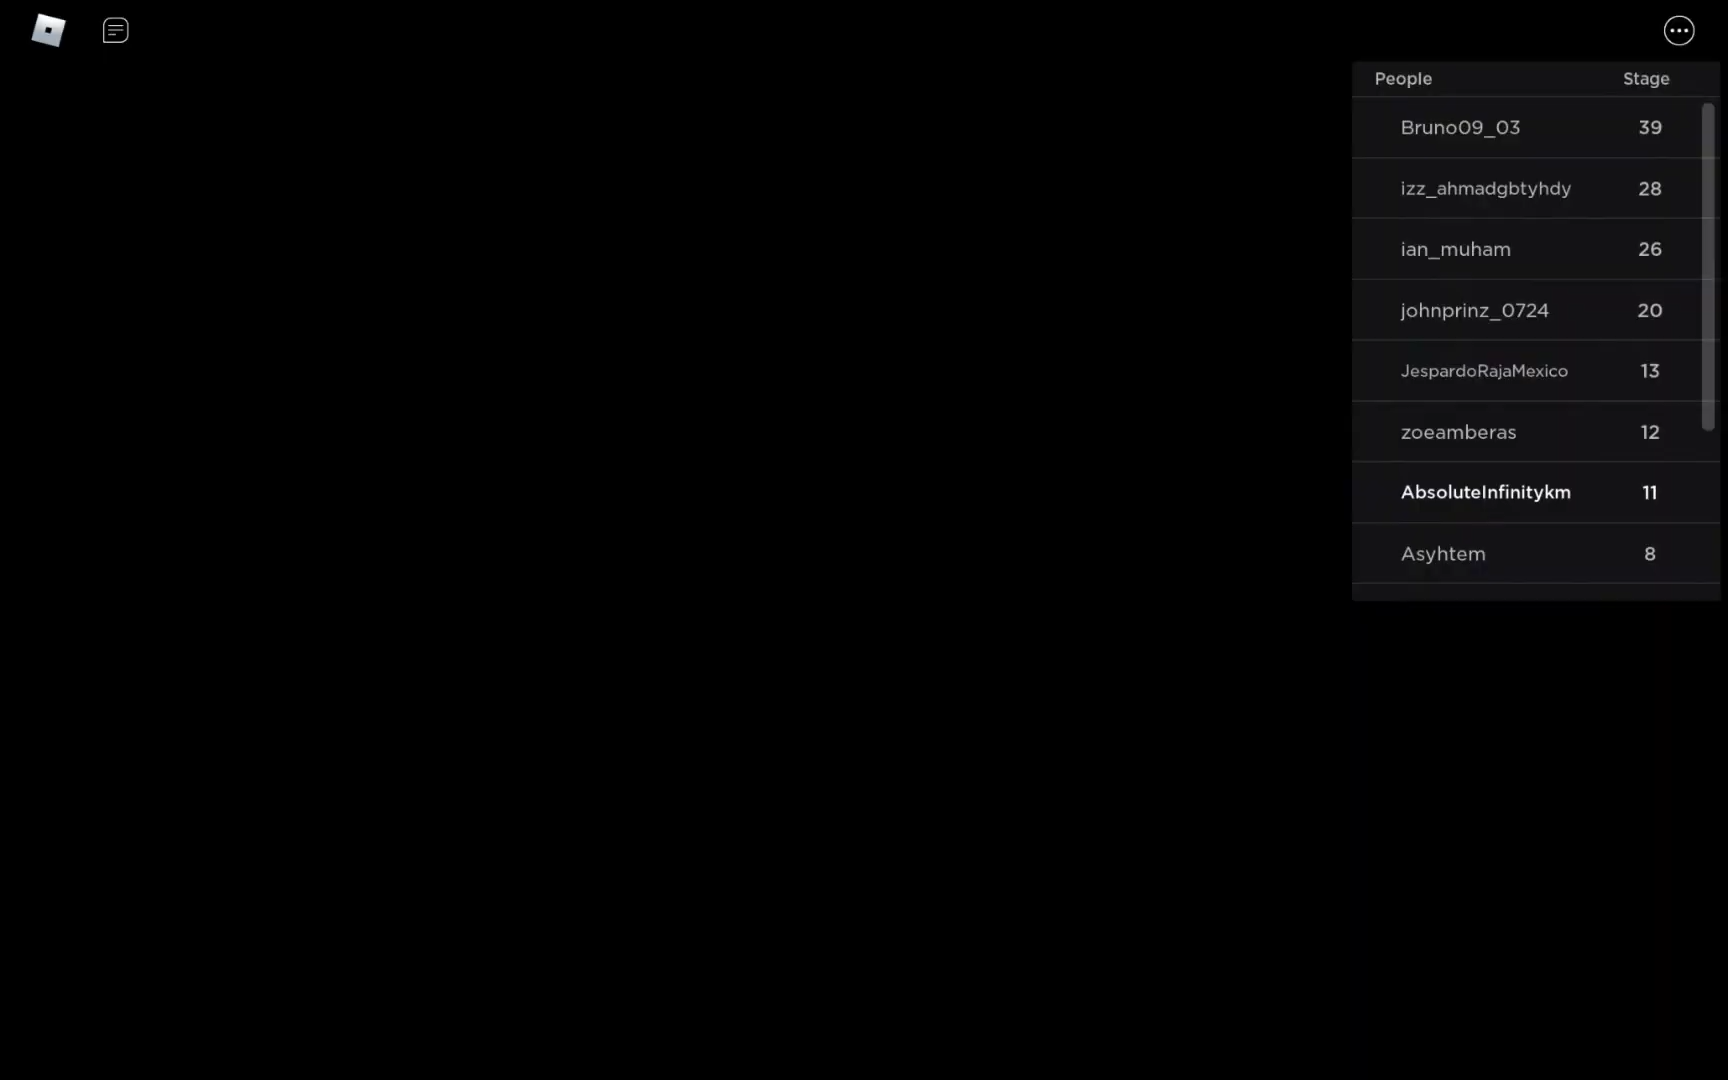 People Stage
Bruno09_03 39
izz_ahmadgbtyhdy 28
ian_muham 26
johnprinz_0724 20
JespardoRajaMexico 13
zoeamberas 12
AbsoluteInfinitykm 11
Asyhtem 8